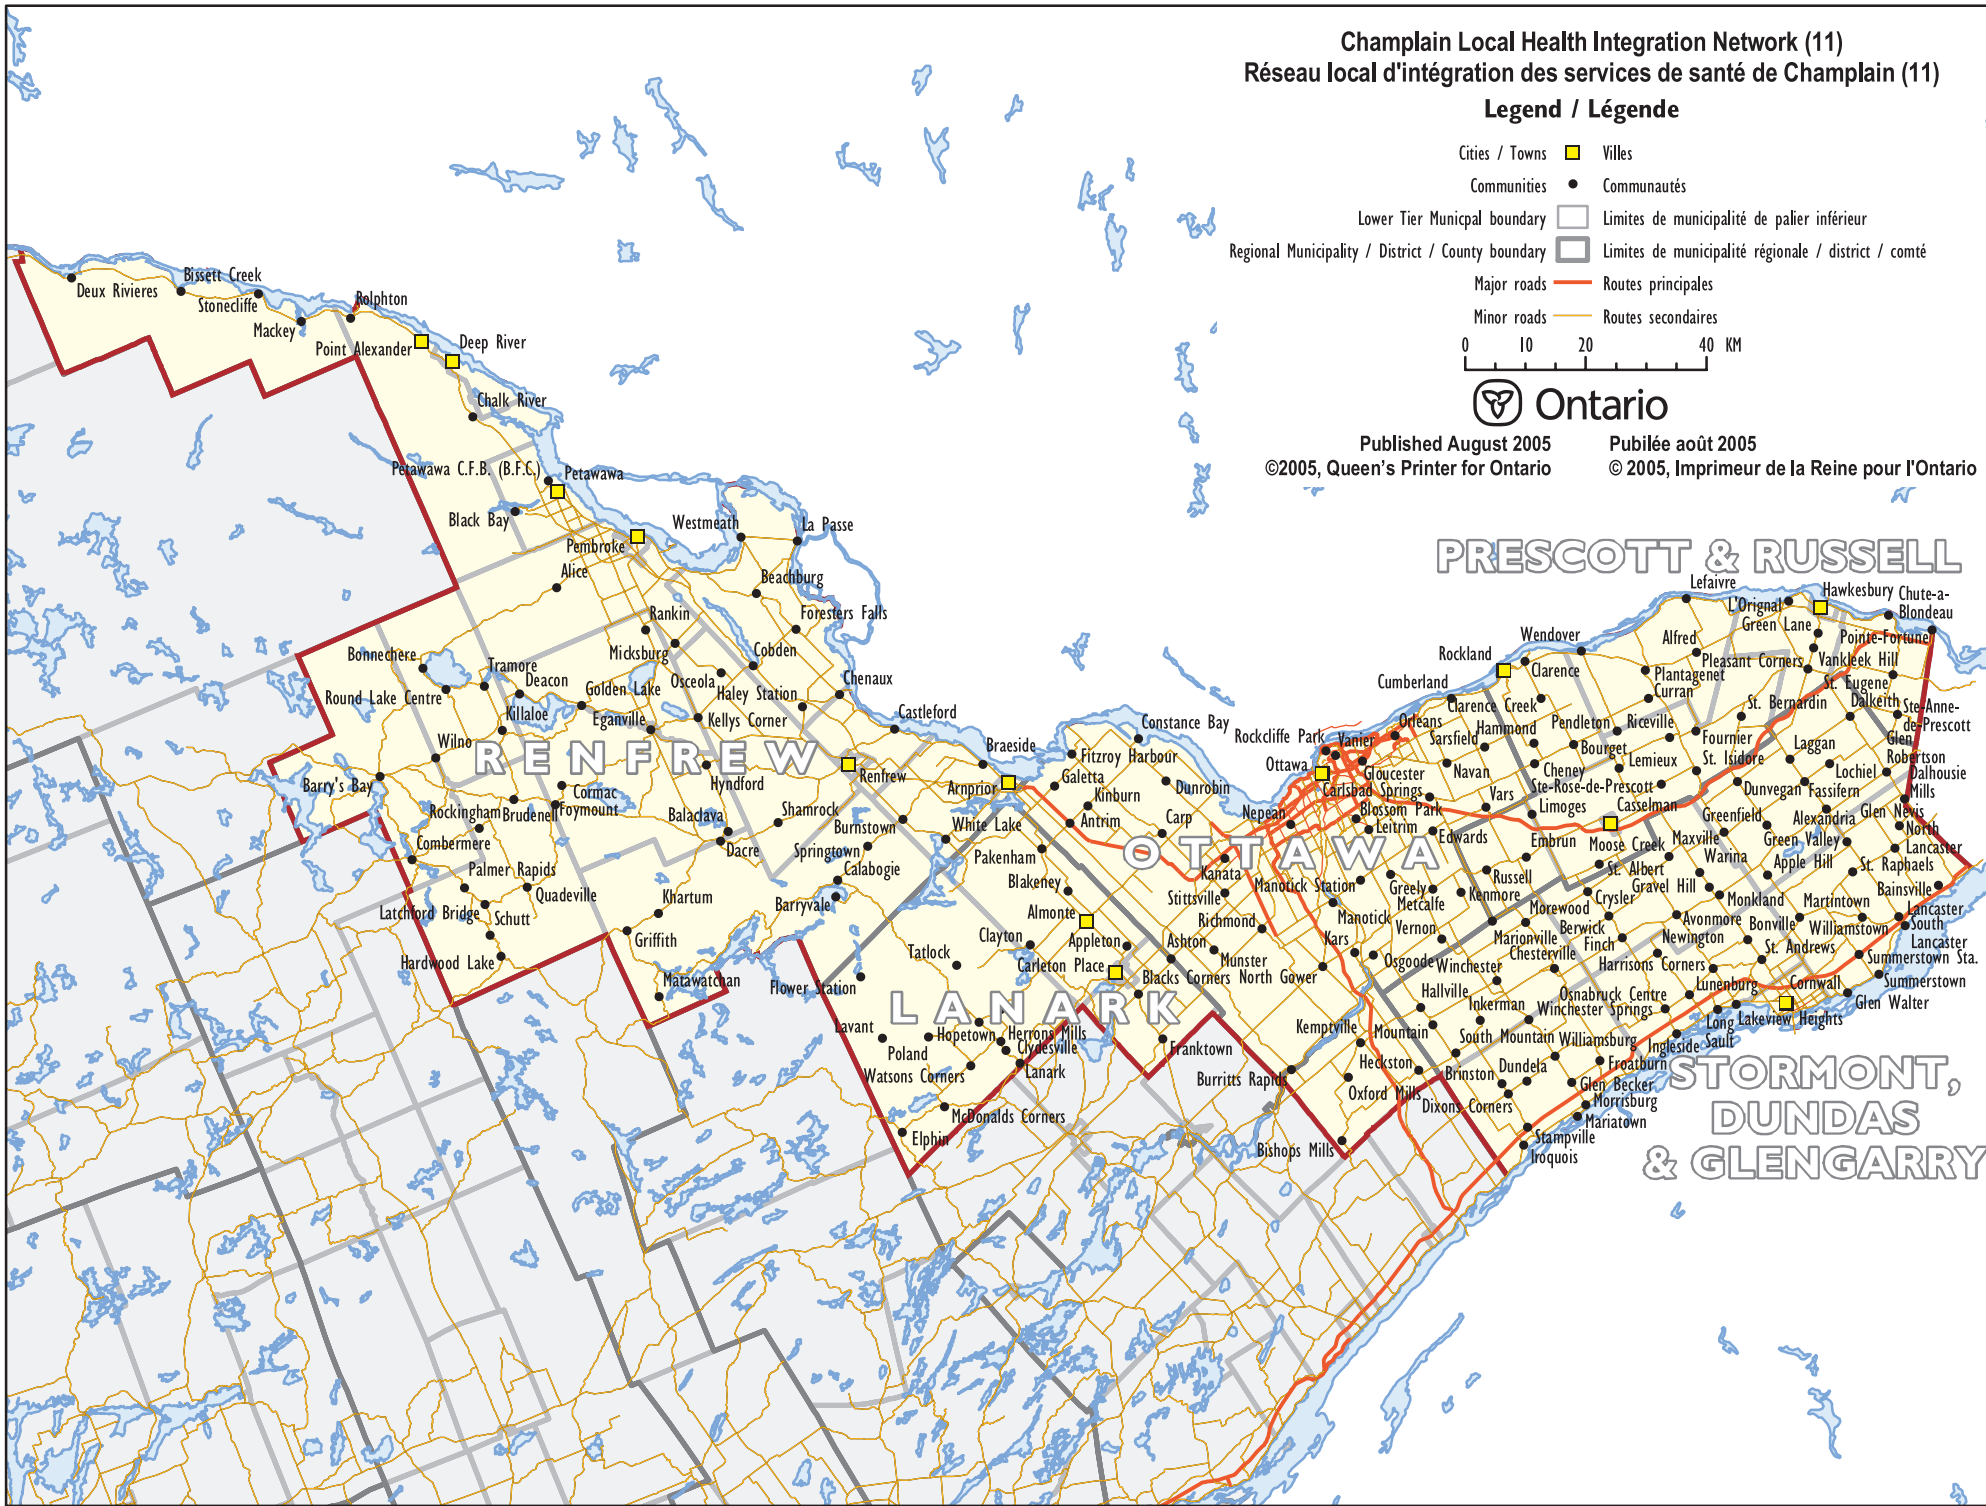 Champlain Local Health Integration Network (11)
Réseau local d'intégration des services de santé de Champlain (11)
Legend / Légende
Cities / Towns Villes
Communities Communautés
Lower Tier Municpal boundary Limites de municipalité de palier inférieur
Regional Municipality / District / County boundary Limites de municipalité régionale / district / comté
Major roads Routes principales
Minor roads Routes secondaires
0 10 20 40 KM
Ontario
Published August 2005 Pubilée août 2005
©2005, Queen's Printer for Ontario © 2005, Imprimeur de la Reine pour l'Ontario
Deux Rivieres
Bissett Creek
Stonecliffe
Mackey
Rolphton
Point Alexander
Deep River
Chalk River
Petawawa C.F.B. (B.F.C.)
Petawawa
Black Bay
Pembroke
Westmeath
La Passe
Alice
Beachburg
Rankin
Foresters Falls
Micksburg
Cobden
Bonnechere
Tramore
Deacon
Round Lake Centre
Golden Lake
Osceola
Haley Station
Chenaux
Killaloe
Eganville
Kellys Corner
Castleford
Wilno
RENFREW
Braeside
Barry's Bay
Hyndford
Renfrew
Arnprior
Cormac
Rockingham
Brudenell
Foymount
Balaclava
Shamrock
Burnstown
White Lake
Combermere
Dacre
Springtown
Calabogie
Palmer Rapids
Quadeville
Khartum
Barryvale
Latchford Bridge
Schutt
Griffith
Hardwood Lake
Matawatchan
Constance Bay
Fitzroy Harbour
Galetta
Kinburn
Dunrobin
Antrim
Carp
Pakenham
OTTAWA
Blakeney
Kanata
Almonte
Stittsville
Clayton
Appleton
Richmond
Tatlock
Carleton Place
Ashton
Munster
Flower Station
Blacks Corners
North Gower
LANARK
Lavant
Hopetown
Herrons Mills
Poland
Clydesville
Watsons Corners
Lanark
Franktown
McDonalds Corners
Elphin
PRESCOTT & RUSSELL
Lefaivre
Hawkesbury
Chute-a-
Blondeau
L'Orignal
Green Lane
Pointe-Fortune
Wendover
Alfred
Rockland
Clarence
Pleasant Corners
Vankleek Hill
Plantagenet
St. Eugene
Cumberland
Curran
Clarence Creek
St. Bernardin
Dalkeith
Ste-Anne-
de-Prescott
Orleans
Hammond
Pendleton
Riceville
Rockcliffe Park
Vanier
Sarsfield
Bourget
Fournier
Laggan
Glen
Robertson
Ottawa
Gloucester
Navan
Cheney
Lemieux
St. Isidore
Lochiel
Dalhousie
Mills
Carlsbad Springs
Ste-Rose-de-Prescott
Dunvegan
Fassifern
Nepean
Blossom Park
Vars
Limoges
Casselman
Greenfield
Alexandria
Glen Nevis
Leitrim
Edwards
Embrun
Moose Creek
Maxville
Green Valley
North
Lancaster
St. Albert
Warina
Apple Hill
St. Raphaels
Manotick Station
Greely
Russell
Gravel Hill
Bainsville
Metcalfe
Kenmore
Crysler
Monkland
Martintown
Manotick
Morewood
Avonmore
Lancaster
Vernon
Berwick
Bonville
Williamstown
South
Lancaster
Kars
Marionville
Finch
Newington
St. Andrews
Osgoode
Chesterville
Harrisons Corners
Summerstown Sta.
Winchester
Summerstown
Hallville
Osnabruck Centre
Lunenburg
Cornwall
Inkerman
Winchester Springs
Glen Walter
Kemptville
Mountain
South Mountain
Williamsburg
Long
Sault
Lakeview Heights
Ingleside
Heckston
Dundela
Froatburn
Burritts Rapids
Brinston
Glen Becker
STORMONT,
DUNDAS
& GLENGARRY
Oxford Mills
Dixons Corners
Morrisburg
Mariatown
Bishops Mills
Stampville
Iroquois